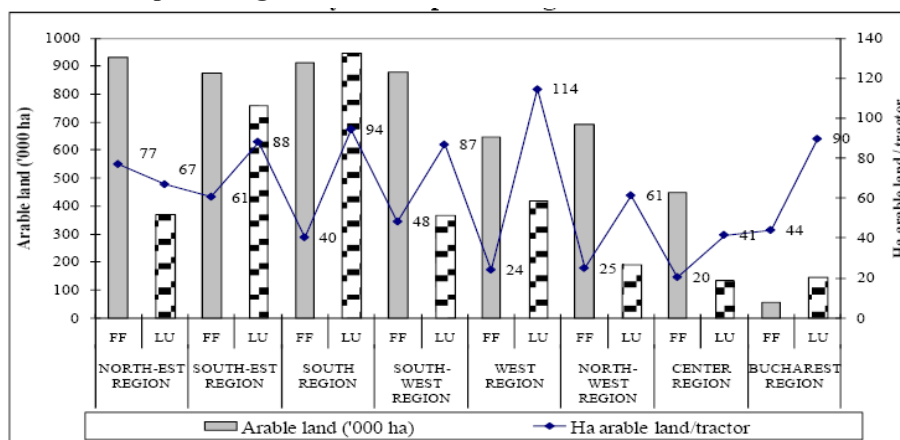 1000
900
800
700
600
500
400
300
200
100
0
Arable land ('000 ha)
140
120
100
80
60
40
20
0
Ha arable land/tractor
77
67
61
88
40
94
48
87
24
114
25
61
20
41
44
90
FF LU FF LU FF LU FF LU FF LU FF LU FF LU FF LU
NORTH-EST REGION
SOUTH-EST REGION
SOUTH REGION
SOUTH-WEST REGION
WEST REGION
NORTH-WEST REGION
CENTER REGION
BUCHAREST REGION
Arable land ('000 ha) Ha arable land/tractor